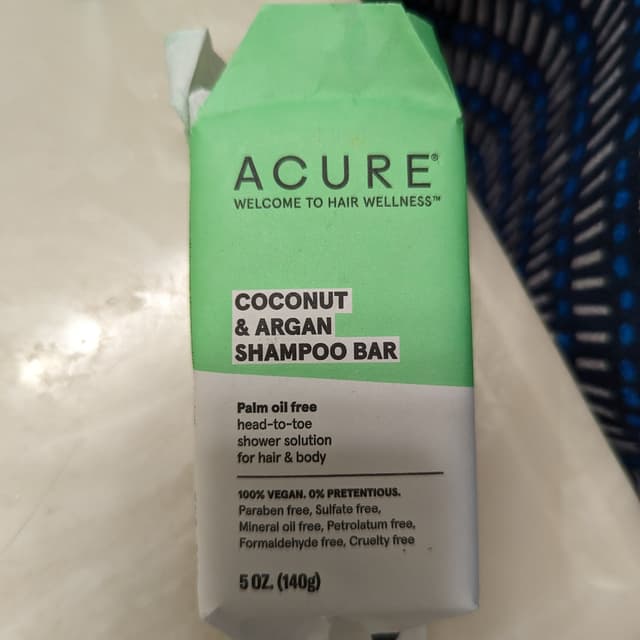 ACURE®
WELCOME TO HAIR WELLNESS™
COCONUT
& ARGAN
SHAMPOO BAR
Palm oil free
head-to-toe
shower solution
for hair & body
100% VEGAN. 0% PRETENTIOUS.
Paraben free, Sulfate free,
Mineral oil free, Petrolatum free,
Formaldehyde free, Cruelty free
5 OZ. (140g)